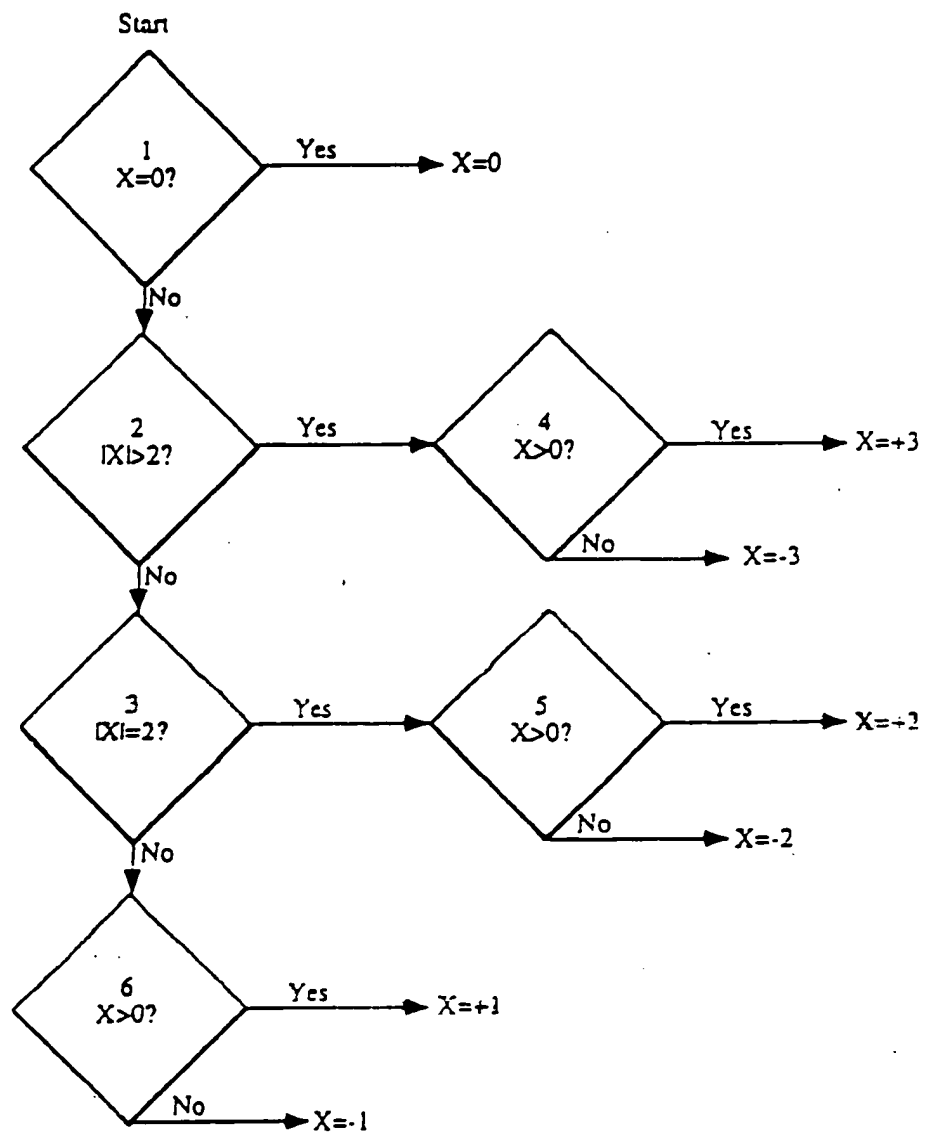 Start
1
X=0?
Yes
X=0
No
2
|X|>2?
Yes
4
X>0?
Yes
X=+3
No
X=-3
No
3
|X|=2?
Yes
5
X>0?
Yes
X=+2
No
X=-2
No
6
X>0?
Yes
X=+1
No
X=-1